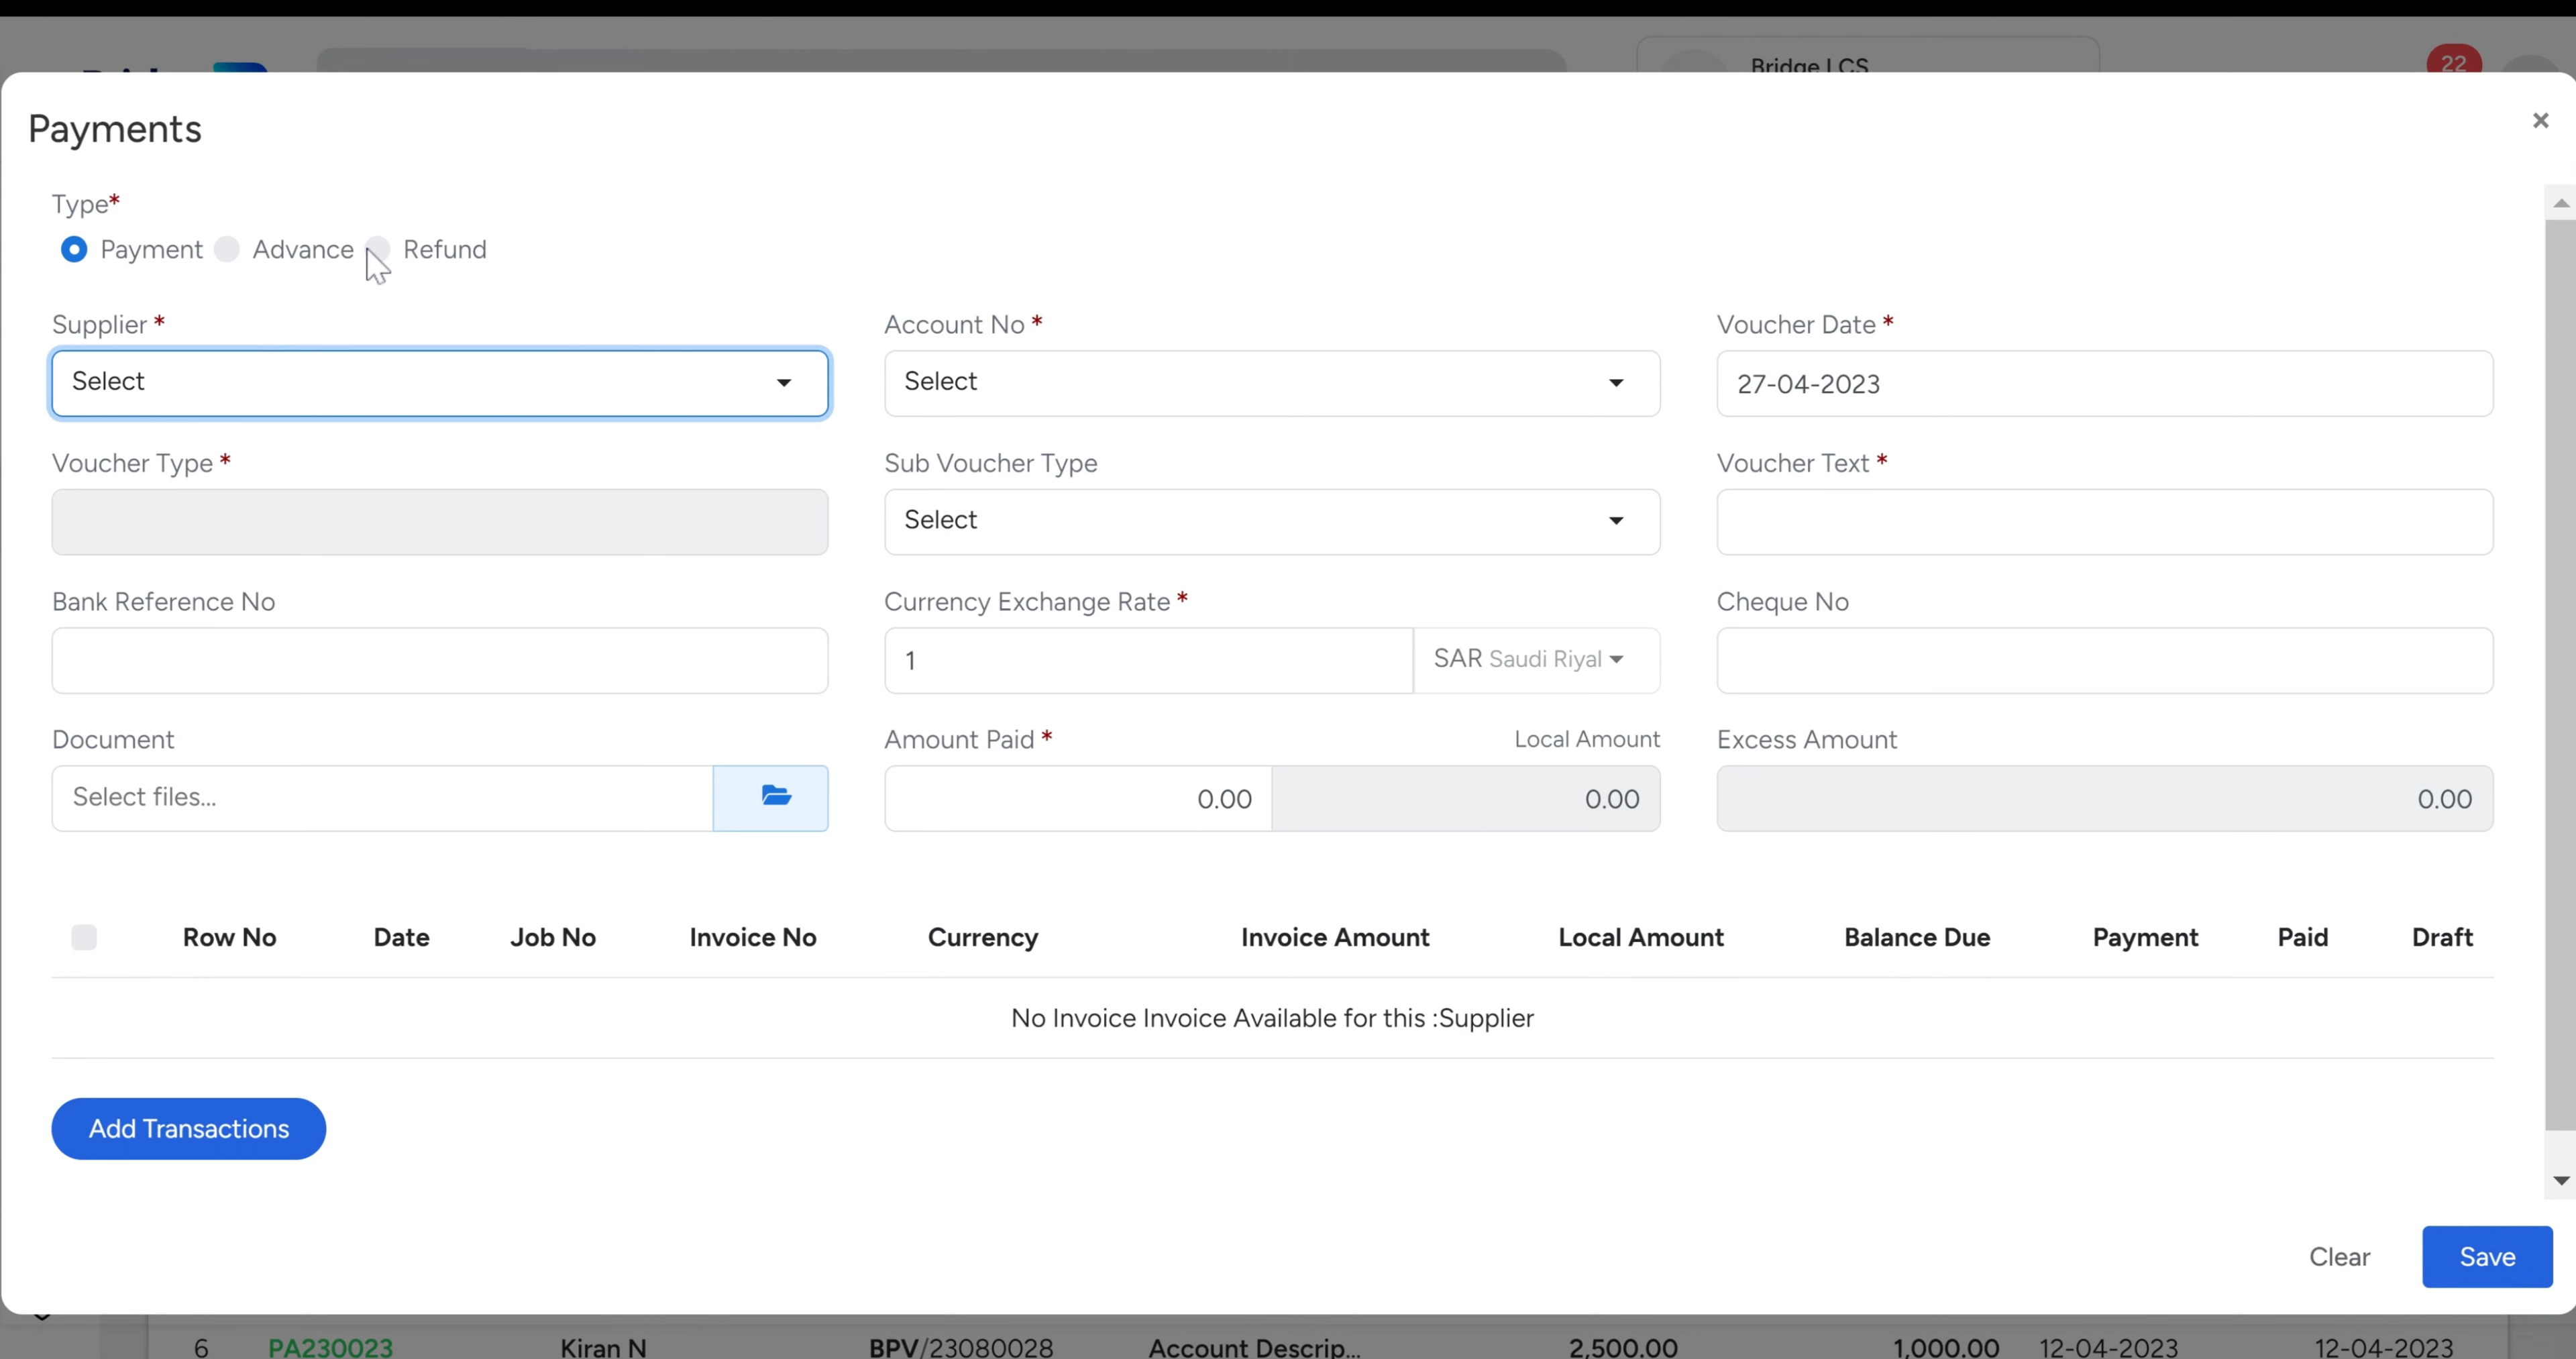 Bridge LCS
22
Payments
×
Type*
Payment Advance Refund
Supplier * Account No * Voucher Date *
Select Select 27-04-2023
Voucher Type * Sub Voucher Type Voucher Text *
Select
Bank Reference No Currency Exchange Rate * Cheque No
1 SAR Saudi Riyal
Document Amount Paid * Local Amount Excess Amount
Select files... 0.00 0.00 0.00
Row No Date Job No Invoice No Currency Invoice Amount Local Amount Balance Due Payment Paid Draft
No Invoice Invoice Available for this :Supplier
Add Transactions
Clear Save
6 PA230023 Kiran N BPV/23080028 Account Descrip... 2,500.00 1,000.00 12-04-2023 12-04-2023